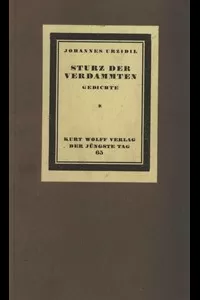 JOHANNES URZIDIL
STURZ DER
VERDAMMTEN
GEDICHTE
KURT WOLFF VERLAG
DER JÜNGSTE TAG
65